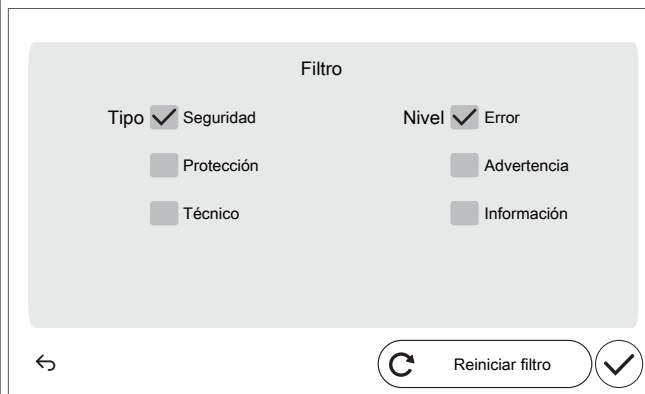 Filtro
Tipo Seguridad Nivel Error
Protección Advertencia
Técnico Información
Reiniciar filtro